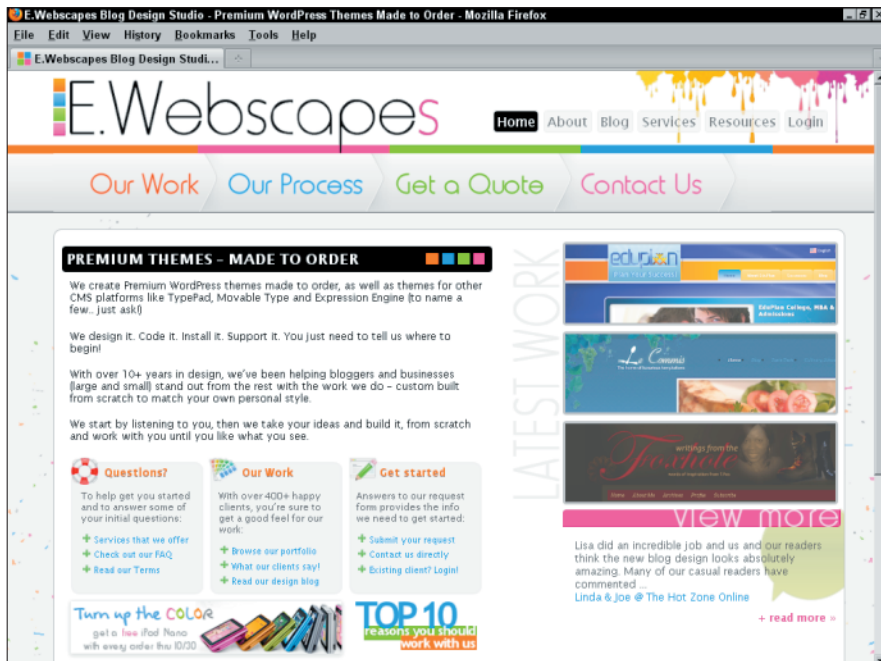 E.Webscapes Blog Design Studio - Premium WordPress Themes Made to Order - Mozilla Firefox
File Edit View History Bookmarks Tools Help
E.Webscapes Blog Design Studi...
E.Webscapes
Home About Blog Services Resources Login
Our Work Our Process Get a Quote Contact Us
PREMIUM THEMES – MADE TO ORDER
We create Premium WordPress themes made to order, as well as themes for other
CMS platforms like TypePad, Movable Type and Expression Engine (to name a
few.. just ask!)
We design it. Code it. Install it. Support it. You just need to tell us where to
begin!
With over 10+ years in design, we've been helping bloggers and businesses
(large and small) stand out from the rest with the work we do – custom built
from scratch to match your own personal style.
We start by listening to you, then we take your ideas and build it, from scratch
and work with you until you like what you see.
Questions?
To help get you started
and to answer some of
your initial questions:
Services that we offer
Check out our FAQ
Read our Terms
Our Work
With over 400+ happy
clients, you're sure to
get a good feel for our
work:
Browse our portfolio
What our clients say!
Read our design blog
Get started
Answers to our request
form provides the info
we need to get started:
Submit your request
Contact us directly
Existing client? Login!
Turn up the COLOR
get a free iPod Nano
with every order thru 10/30
TOP 10
reasons you should
work with us
LATEST WORK
edupion
plan your success!
English
EduPlan College, MBA &
Admissions
Le Commis
writings from the
Foxhole
view more
Lisa did an incredible job and us and our readers
think the new blog design looks absolutely
amazing. Many of our casual readers have
commented ...
Linda & Joe @ The Hot Zone Online
+ read more »